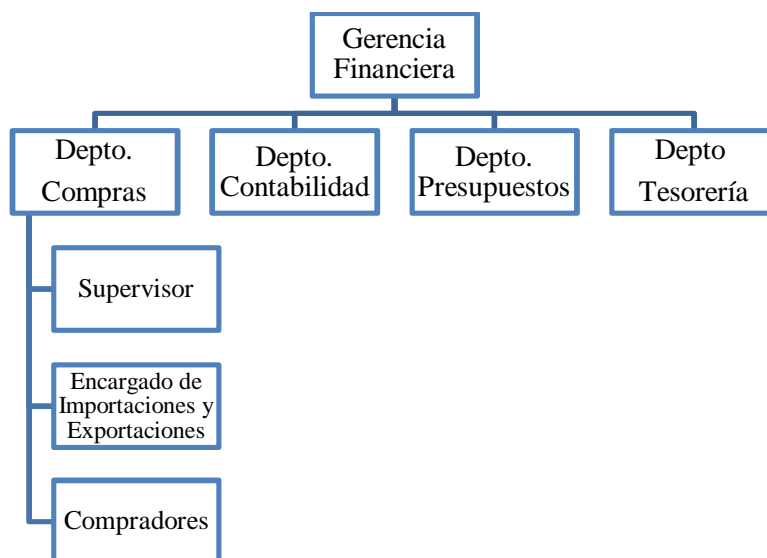 Gerencia
Financiera
Depto.
Compras
Depto.
Contabilidad
Depto.
Presupuestos
Depto
Tesorería
Supervisor
Encargado de
Importaciones y
Exportaciones
Compradores